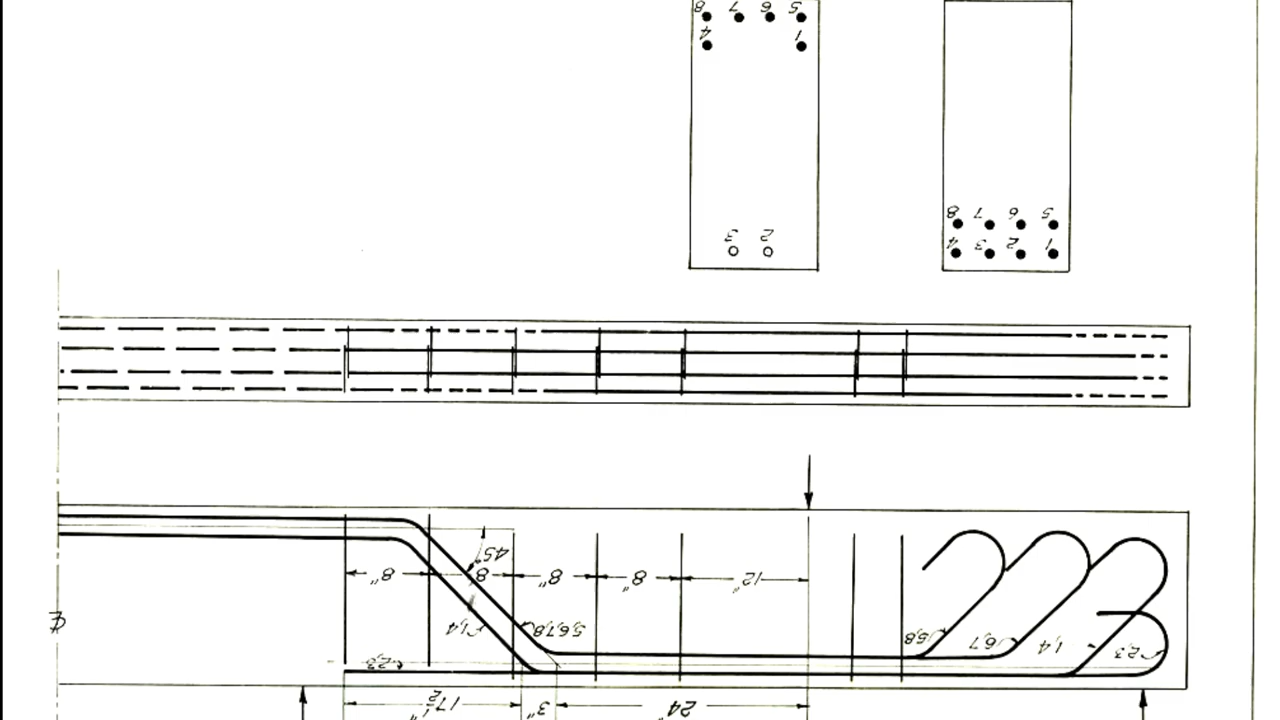 24" 3" 17½"
2,3 1,4 6,7 5,8 2,3
5,6,7,8 1,4
℄
12" 8" 8" 8" 8"
45°
1 2 3 4
5 6 7 8
2 3
1 4
5 6 7 8